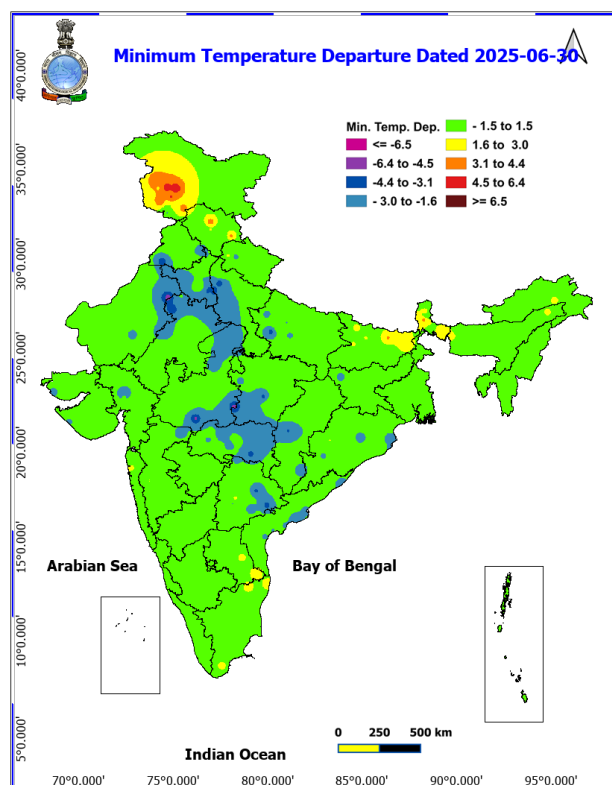 Minimum Temperature Departure Dated 2025-06-30
40°0.000'
35°0.000'
30°0.000'
25°0.000'
20°0.000'
15°0.000'
10°0.000'
5°0.000'
Min. Temp. Dep.
<= -6.5
-6.4 to -4.5
-4.4 to -3.1
- 3.0 to -1.6
- 1.5 to 1.5
1.6 to 3.0
3.1 to 4.4
4.5 to 6.4
>= 6.5
Arabian Sea
Bay of Bengal
Indian Ocean
0 250 500 km
70°0.000' 75°0.000' 80°0.000' 85°0.000' 90°0.000' 95°0.000'